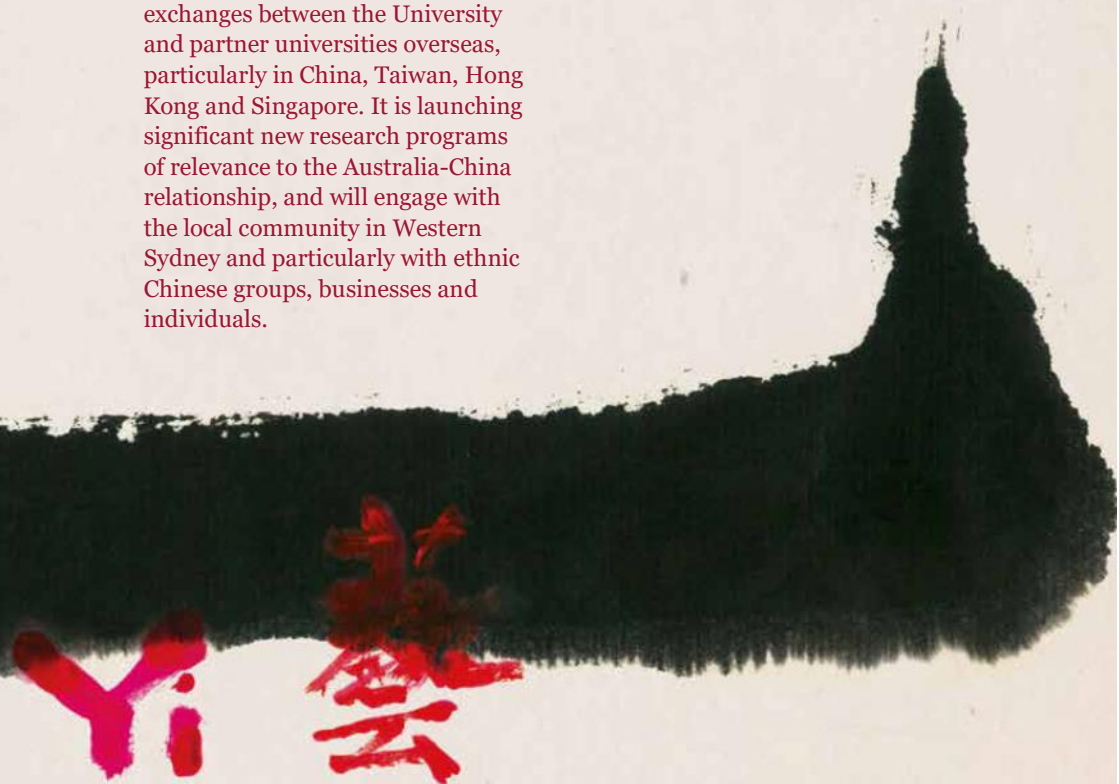 exchanges between the University
and partner universities overseas,
particularly in China, Taiwan, Hong
Kong and Singapore. It is launching
significant new research programs
of relevance to the Australia-China
relationship, and will engage with
the local community in Western
Sydney and particularly with ethnic
Chinese groups, businesses and
individuals.
Yi 藝